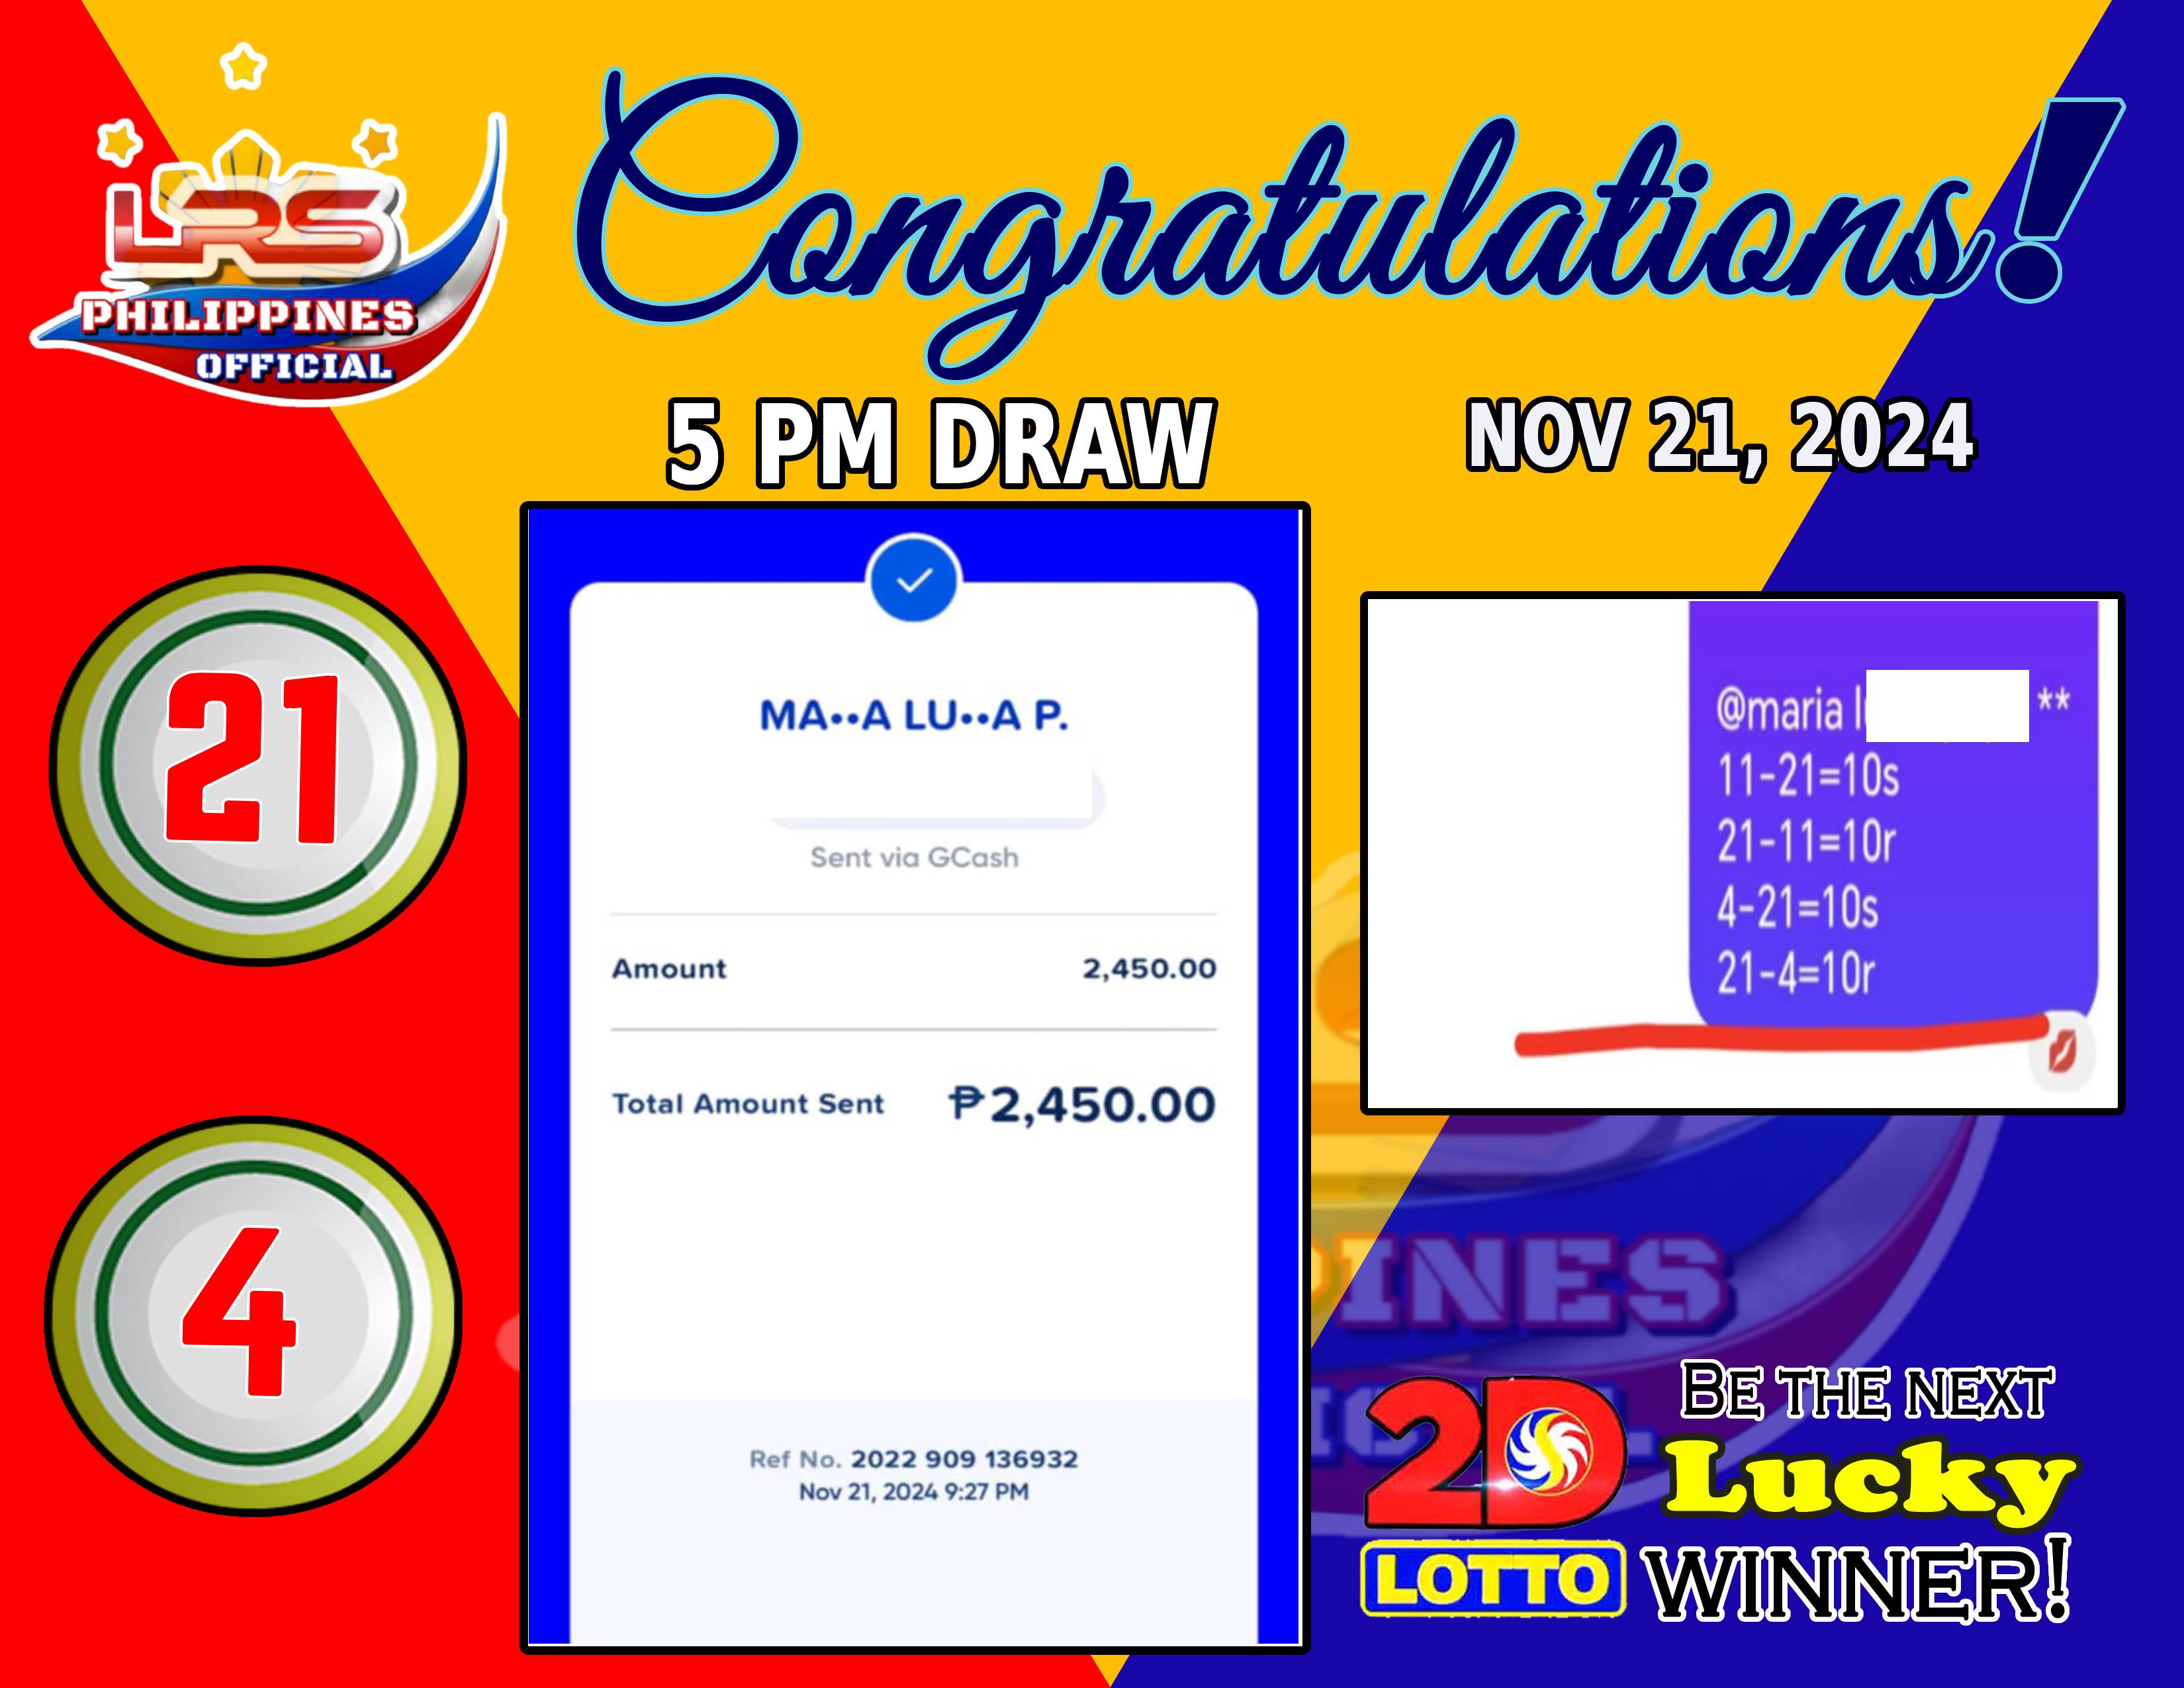 LRS
PHILIPPINES
OFFICIAL
Congratulations!
5 PM DRAW
NOV 21, 2024
21
4
MA••A LU••A P.
Sent via GCash
Amount 2,450.00
Total Amount Sent ₱2,450.00
Ref No. 2022 909 136932
Nov 21, 2024 9:27 PM
@maria l **
11-21=10s
21-11=10r
4-21=10s
21-4=10r
PINES
2D
LOTTO
BE THE NEXT
Lucky
WINNER!